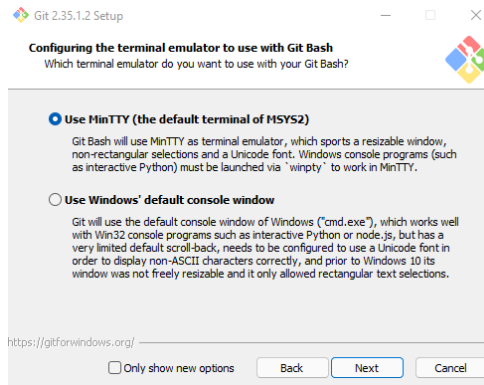 Git 2.35.1.2 Setup
Configuring the terminal emulator to use with Git Bash
Which terminal emulator do you want to use with your Git Bash?
Use MinTTY (the default terminal of MSYS2)
Git Bash will use MinTTY as terminal emulator, which sports a resizable window,
non-rectangular selections and a Unicode font. Windows console programs (such
as interactive Python) must be launched via `winpty` to work in MinTTY.
Use Windows' default console window
Git will use the default console window of Windows ("cmd.exe"), which works well
with Win32 console programs such as interactive Python or node.js, but has a
very limited default scroll-back, needs to be configured to use a Unicode font in
order to display non-ASCII characters correctly, and prior to Windows 10 its
window was not freely resizable and it only allowed rectangular text selections.
https://gitforwindows.org/
Only show new options
Back
Next
Cancel